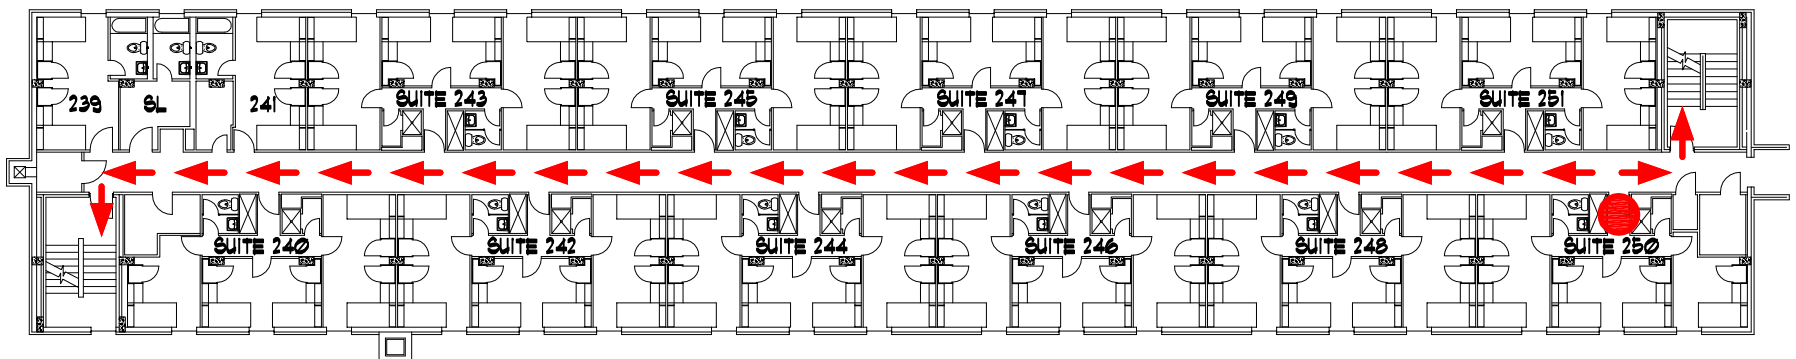 239
SL
241
SUITE 243
SUITE 245
SUITE 247
SUITE 249
SUITE 251
SUITE 240
SUITE 242
SUITE 244
SUITE 246
SUITE 248
SUITE 250